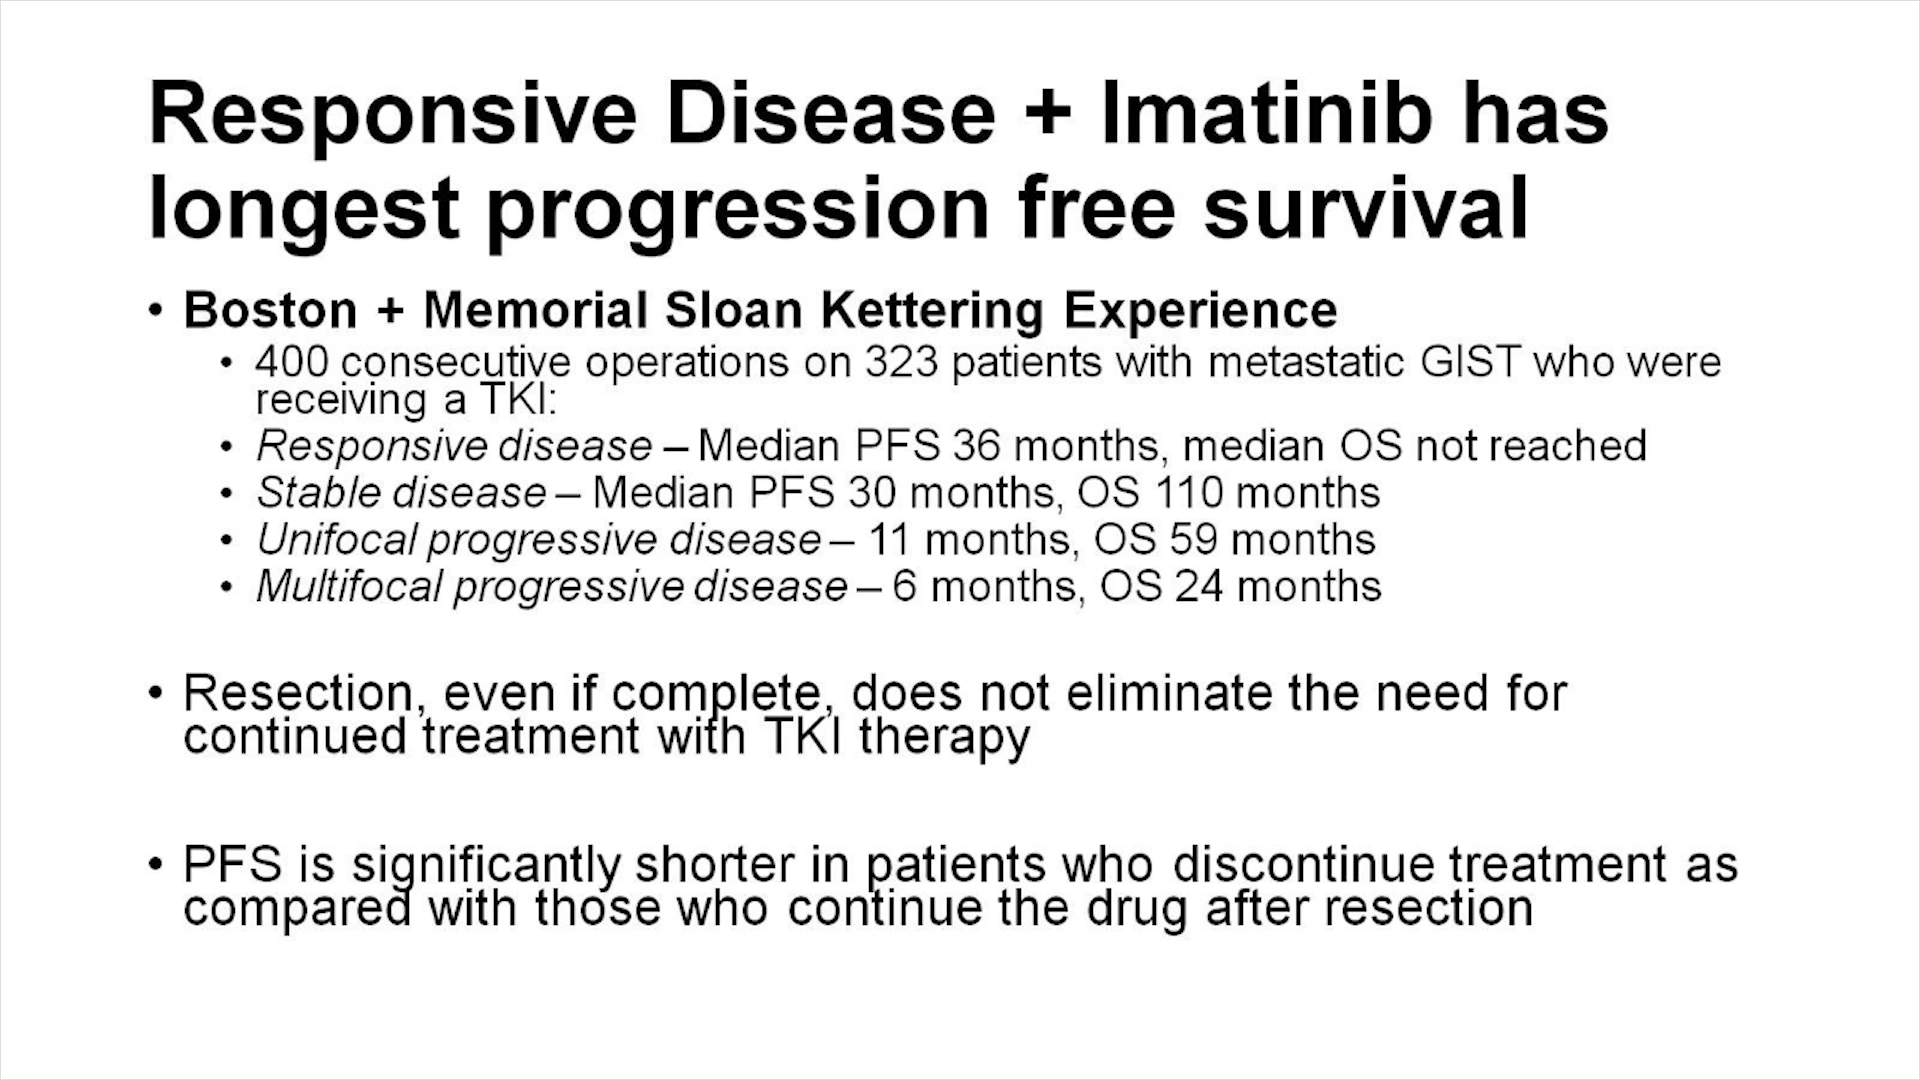 Responsive Disease + Imatinib has
longest progression free survival
• Boston + Memorial Sloan Kettering Experience
• 400 consecutive operations on 323 patients with metastatic GIST who were
receiving a TKI:
• Responsive disease – Median PFS 36 months, median OS not reached
• Stable disease – Median PFS 30 months, OS 110 months
• Unifocal progressive disease – 11 months, OS 59 months
• Multifocal progressive disease – 6 months, OS 24 months
• Resection, even if complete, does not eliminate the need for
continued treatment with TKI therapy
• PFS is significantly shorter in patients who discontinue treatment as
compared with those who continue the drug after resection